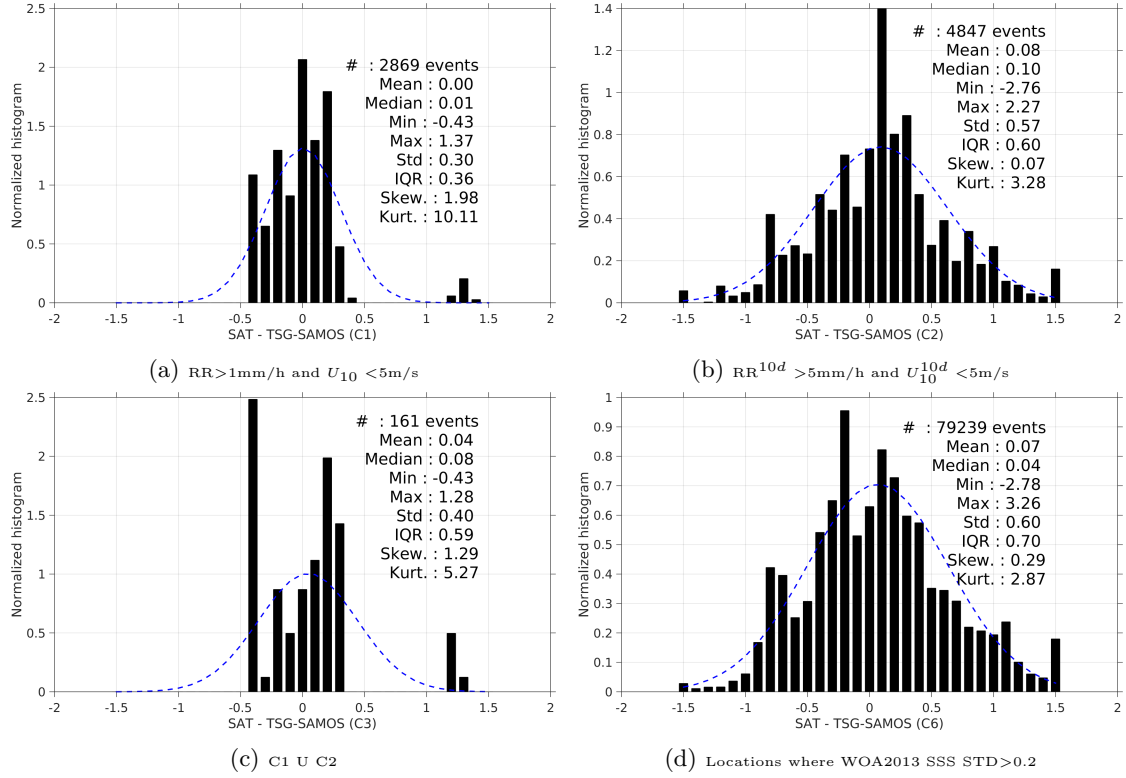 2.5
2
1.5
1
0.5
0
Normalized histogram
# : 2869 events
Mean : 0.00
Median : 0.01
Min : -0.43
Max : 1.37
Std : 0.30
IQR : 0.36
Skew. : 1.98
Kurt. : 10.11
-2 -1.5 -1 -0.5 0 0.5 1 1.5 2
SAT - TSG-SAMOS (C1)
(a) RR>1mm/h and U10 <5m/s
1.4
1.2
1
0.8
0.6
0.4
0.2
0
Normalized histogram
# : 4847 events
Mean : 0.08
Median : 0.10
Min : -2.76
Max : 2.27
Std : 0.57
IQR : 0.60
Skew. : 0.07
Kurt. : 3.28
-2 -1.5 -1 -0.5 0 0.5 1 1.5 2
SAT - TSG-SAMOS (C2)
(b) RR10d >5mm/h and U10 10d <5m/s
2.5
2
1.5
1
0.5
0
Normalized histogram
# : 161 events
Mean : 0.04
Median : 0.08
Min : -0.43
Max : 1.28
Std : 0.40
IQR : 0.59
Skew. : 1.29
Kurt. : 5.27
-2 -1.5 -1 -0.5 0 0.5 1 1.5 2
SAT - TSG-SAMOS (C3)
(c) C1 U C2
1
0.9
0.8
0.7
0.6
0.5
0.4
0.3
0.2
0.1
0
Normalized histogram
# : 79239 events
Mean : 0.07
Median : 0.04
Min : -2.78
Max : 3.26
Std : 0.60
IQR : 0.70
Skew. : 0.29
Kurt. : 2.87
-2 -1.5 -1 -0.5 0 0.5 1 1.5 2
SAT - TSG-SAMOS (C6)
(d) Locations where WOA2013 SSS STD>0.2